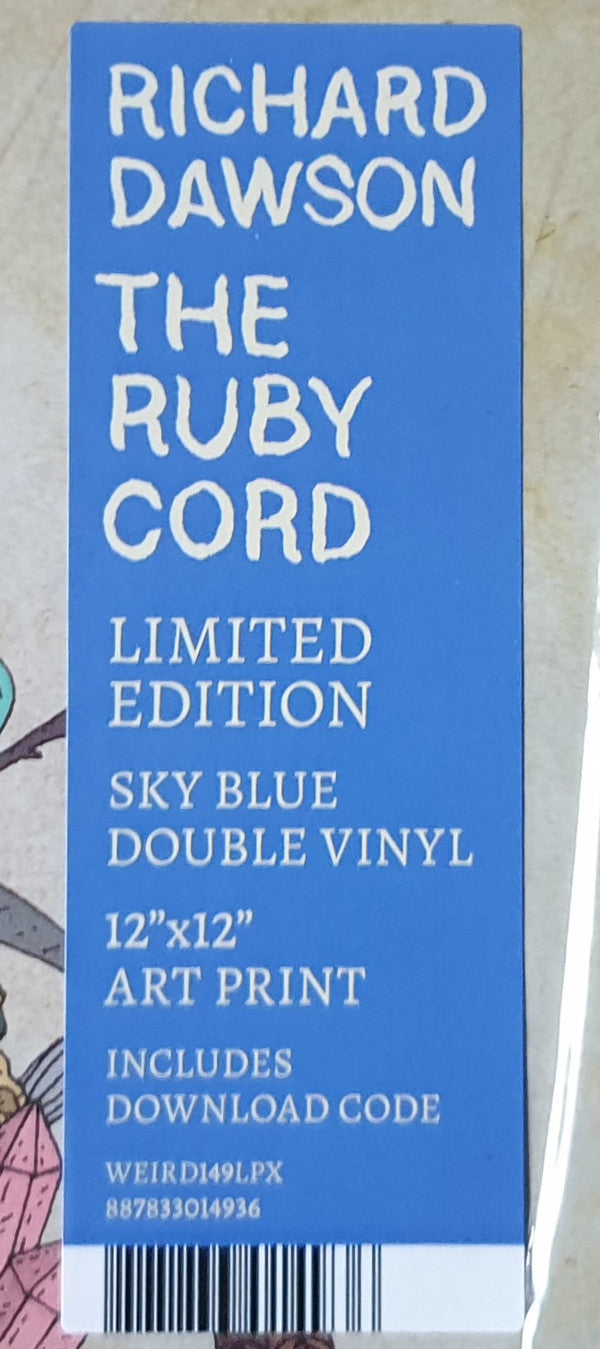 RICHARD
DAWSON
THE
RUBY
CORD
LIMITED
EDITION
SKY BLUE
DOUBLE VINYL
12”x12”
ART PRINT
INCLUDES
DOWNLOAD CODE
WEIRD149LPX
887833014936